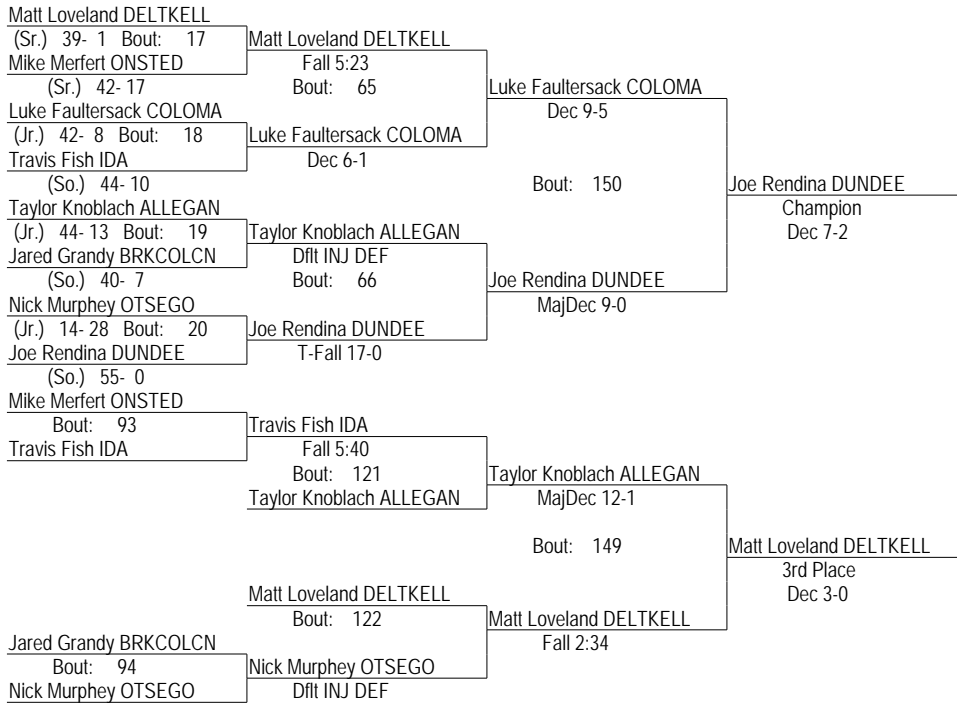 Matt Loveland DELTKELL
(Sr.) 39- 1 Bout: 17 Matt Loveland DELTKELL
Mike Merfert ONSTED Fall 5:23
(Sr.) 42- 17 Bout: 65 Luke Faultersack COLOMA
Luke Faultersack COLOMA Dec 9-5
(Jr.) 42- 8 Bout: 18 Luke Faultersack COLOMA
Travis Fish IDA Dec 6-1
(So.) 44- 10 Bout: 150 Joe Rendina DUNDEE
Taylor Knoblach ALLEGAN Champion
(Jr.) 44- 13 Bout: 19 Taylor Knoblach ALLEGAN Dec 7-2
Jared Grandy BRKCOLCN Dflt INJ DEF
(So.) 40- 7 Bout: 66 Joe Rendina DUNDEE
Nick Murphey OTSEGO MajDec 9-0
(Jr.) 14- 28 Bout: 20 Joe Rendina DUNDEE
Joe Rendina DUNDEE T-Fall 17-0
(So.) 55- 0
Mike Merfert ONSTED
Bout: 93 Travis Fish IDA
Travis Fish IDA Fall 5:40
Bout: 121 Taylor Knoblach ALLEGAN
Taylor Knoblach ALLEGAN MajDec 12-1
Bout: 149 Matt Loveland DELTKELL
3rd Place
Matt Loveland DELTKELL Dec 3-0
Bout: 122 Matt Loveland DELTKELL
Jared Grandy BRKCOLCN Fall 2:34
Bout: 94 Nick Murphey OTSEGO
Nick Murphey OTSEGO Dflt INJ DEF